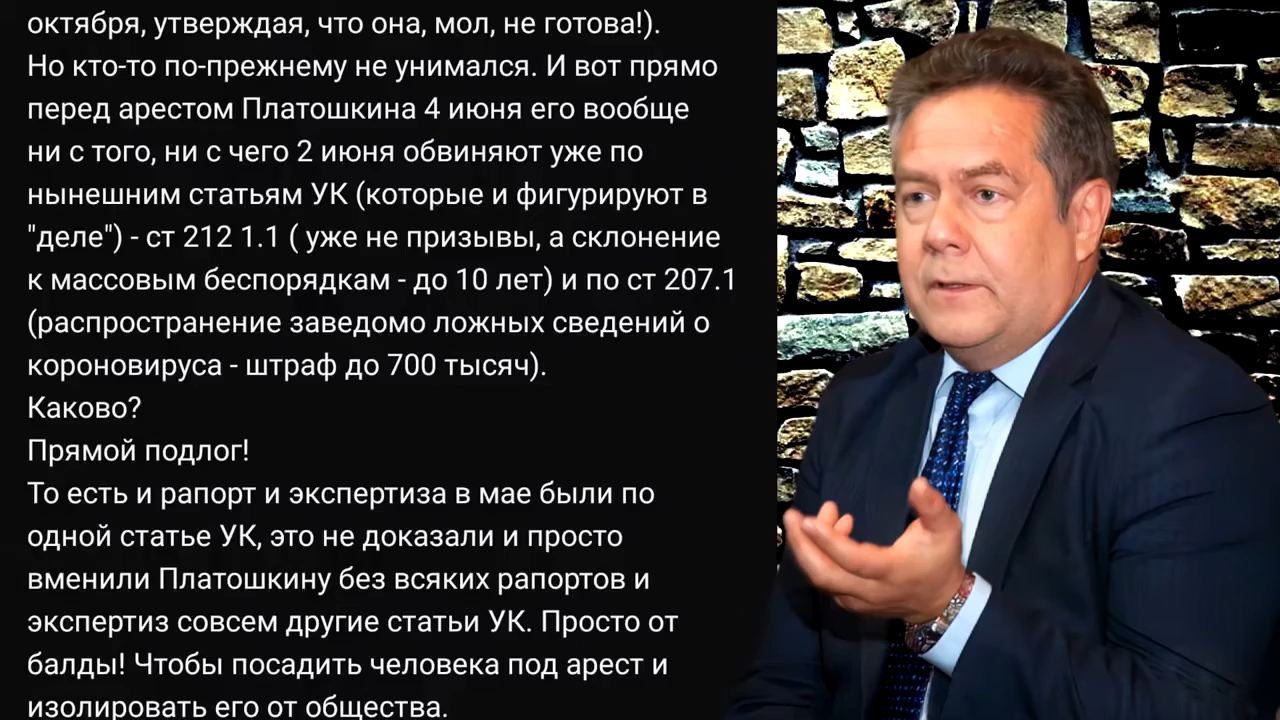 октября, утверждая, что она, мол, не готова!).
Но кто-то по-прежнему не унимался. И вот прямо
перед арестом Платошкина 4 июня его вообще
ни с того, ни с чего 2 июня обвиняют уже по
нынешним статьям УК (которые и фигурируют в
"деле") - ст 212 1.1 ( уже не призывы, а склонение
к массовым беспорядкам - до 10 лет) и по ст 207.1
(распространение заведомо ложных сведений о
короновируса - штраф до 700 тысяч).
Каково?
Прямой подлог!
То есть и рапорт и экспертиза в мае были по
одной статье УК, это не доказали и просто
вменили Платошкину без всяких рапортов и
экспертиз совсем другие статьи УК. Просто от
балды! Чтобы посадить человека под арест и
изолировать его от общества.